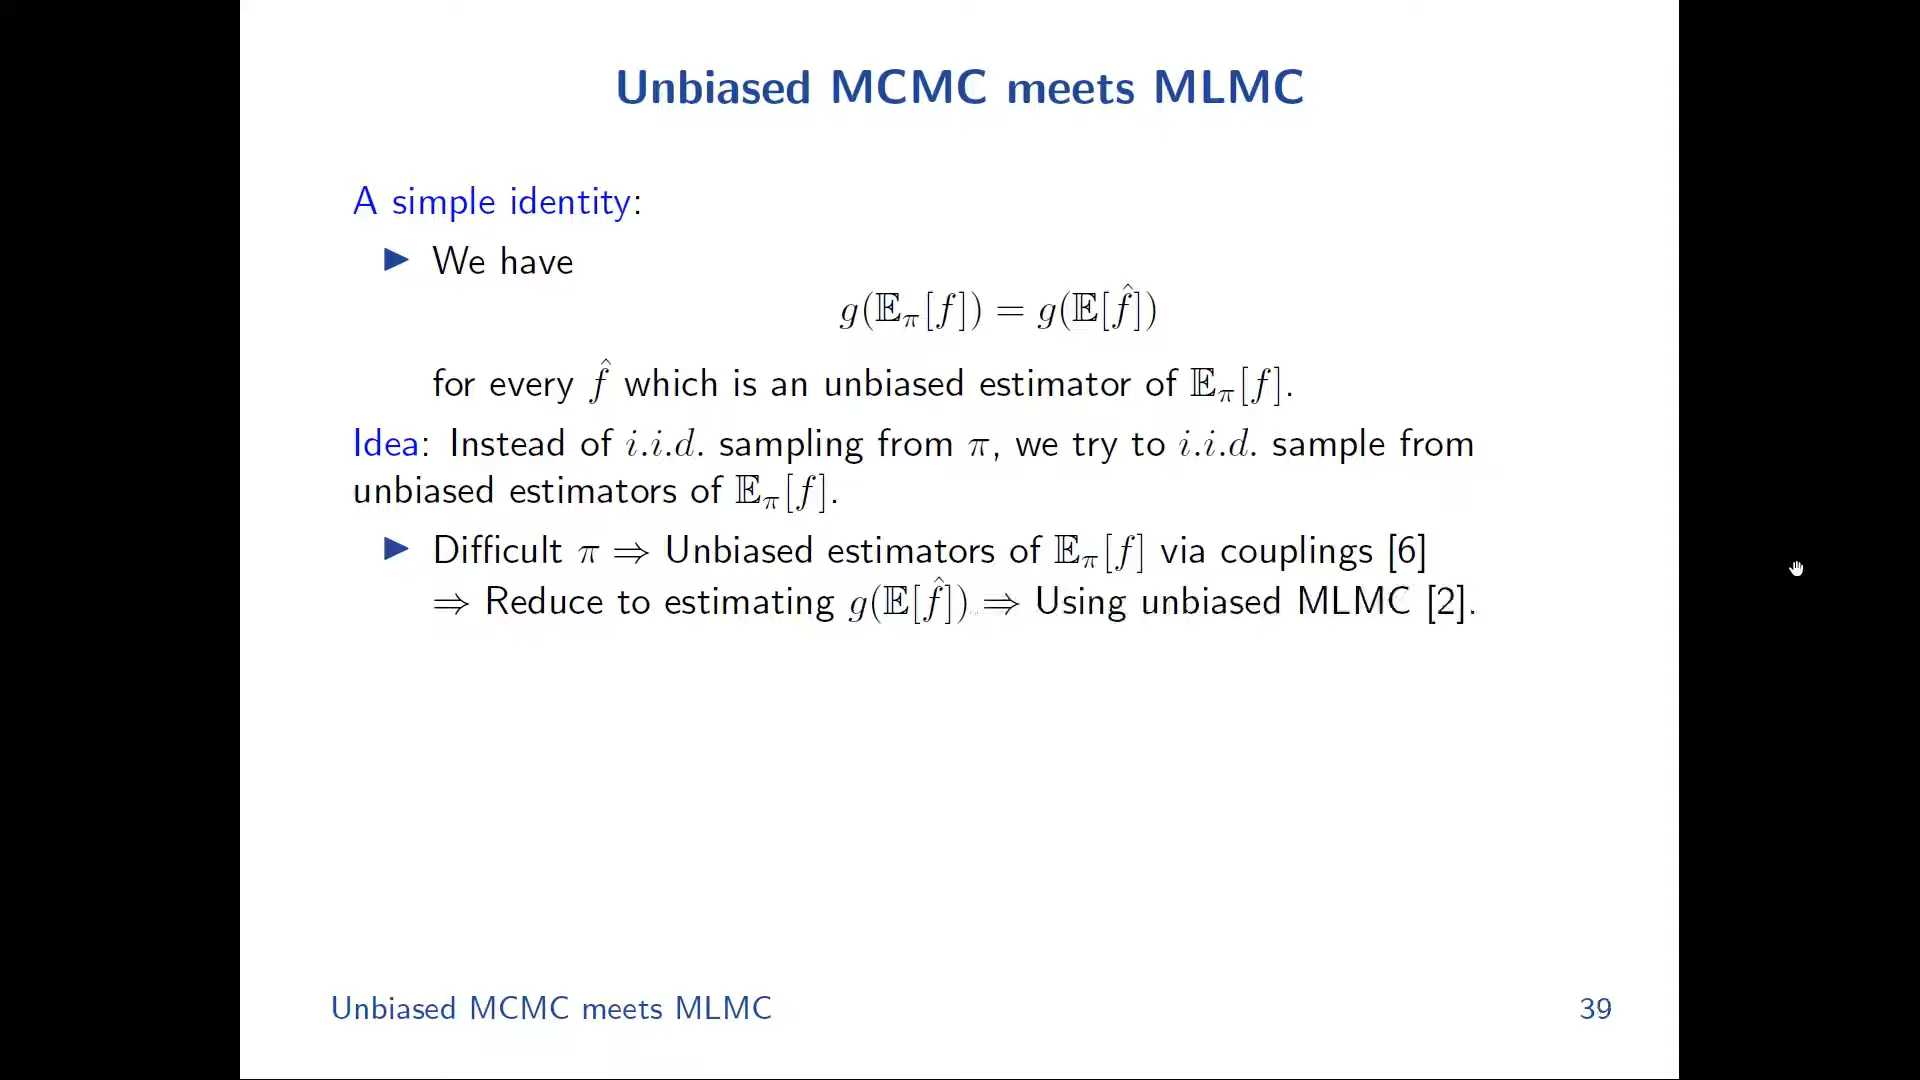 Unbiased MCMC meets MLMC
A simple identity:
▶ We have
g(𝔼_π[f]) = g(𝔼[f̂])
for every f̂ which is an unbiased estimator of 𝔼_π[f].
Idea: Instead of i.i.d. sampling from π, we try to i.i.d. sample from
unbiased estimators of 𝔼_π[f].
▶ Difficult π ⇒ Unbiased estimators of 𝔼_π[f] via couplings [6]
⇒ Reduce to estimating g(𝔼[f̂]) ⇒ Using unbiased MLMC [2].
Unbiased MCMC meets MLMC
39